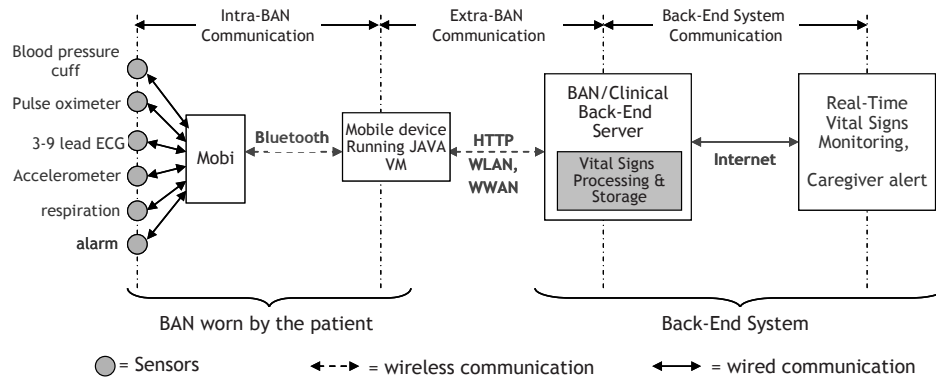 Intra-BAN
Communication
Extra-BAN
Communication
Back-End System
Communication
Blood pressure
cuff
Pulse oximeter
3-9 lead ECG
Accelerometer
respiration
alarm
Mobi
Bluetooth
Mobile device
Running JAVA
VM
HTTP
WLAN,
WWAN
BAN/Clinical
Back-End
Server
Vital Signs
Processing &
Storage
Internet
Real-Time
Vital Signs
Monitoring,
Caregiver alert
BAN worn by the patient
Back-End System
= Sensors
= wireless communication
= wired communication